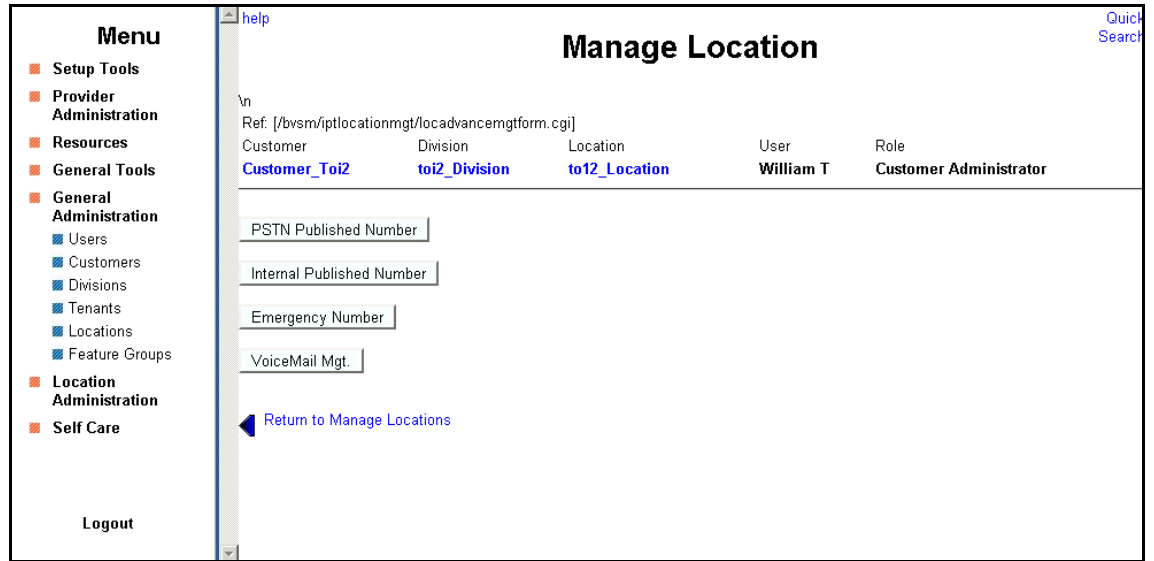 Menu
Setup Tools
Provider
Administration
Resources
General Tools
General
Administration
Users
Customers
Divisions
Tenants
Locations
Feature Groups
Location
Administration
Self Care
Logout
help
Quick
Search
Manage Location
\n
Ref: [/bvsm/iptlocationmgt/locadvancemgtform.cgi]
Customer Division Location User Role
Customer_Toi2 toi2_Division to12_Location William T Customer Administrator
PSTN Published Number
Internal Published Number
Emergency Number
VoiceMail Mgt.
Return to Manage Locations